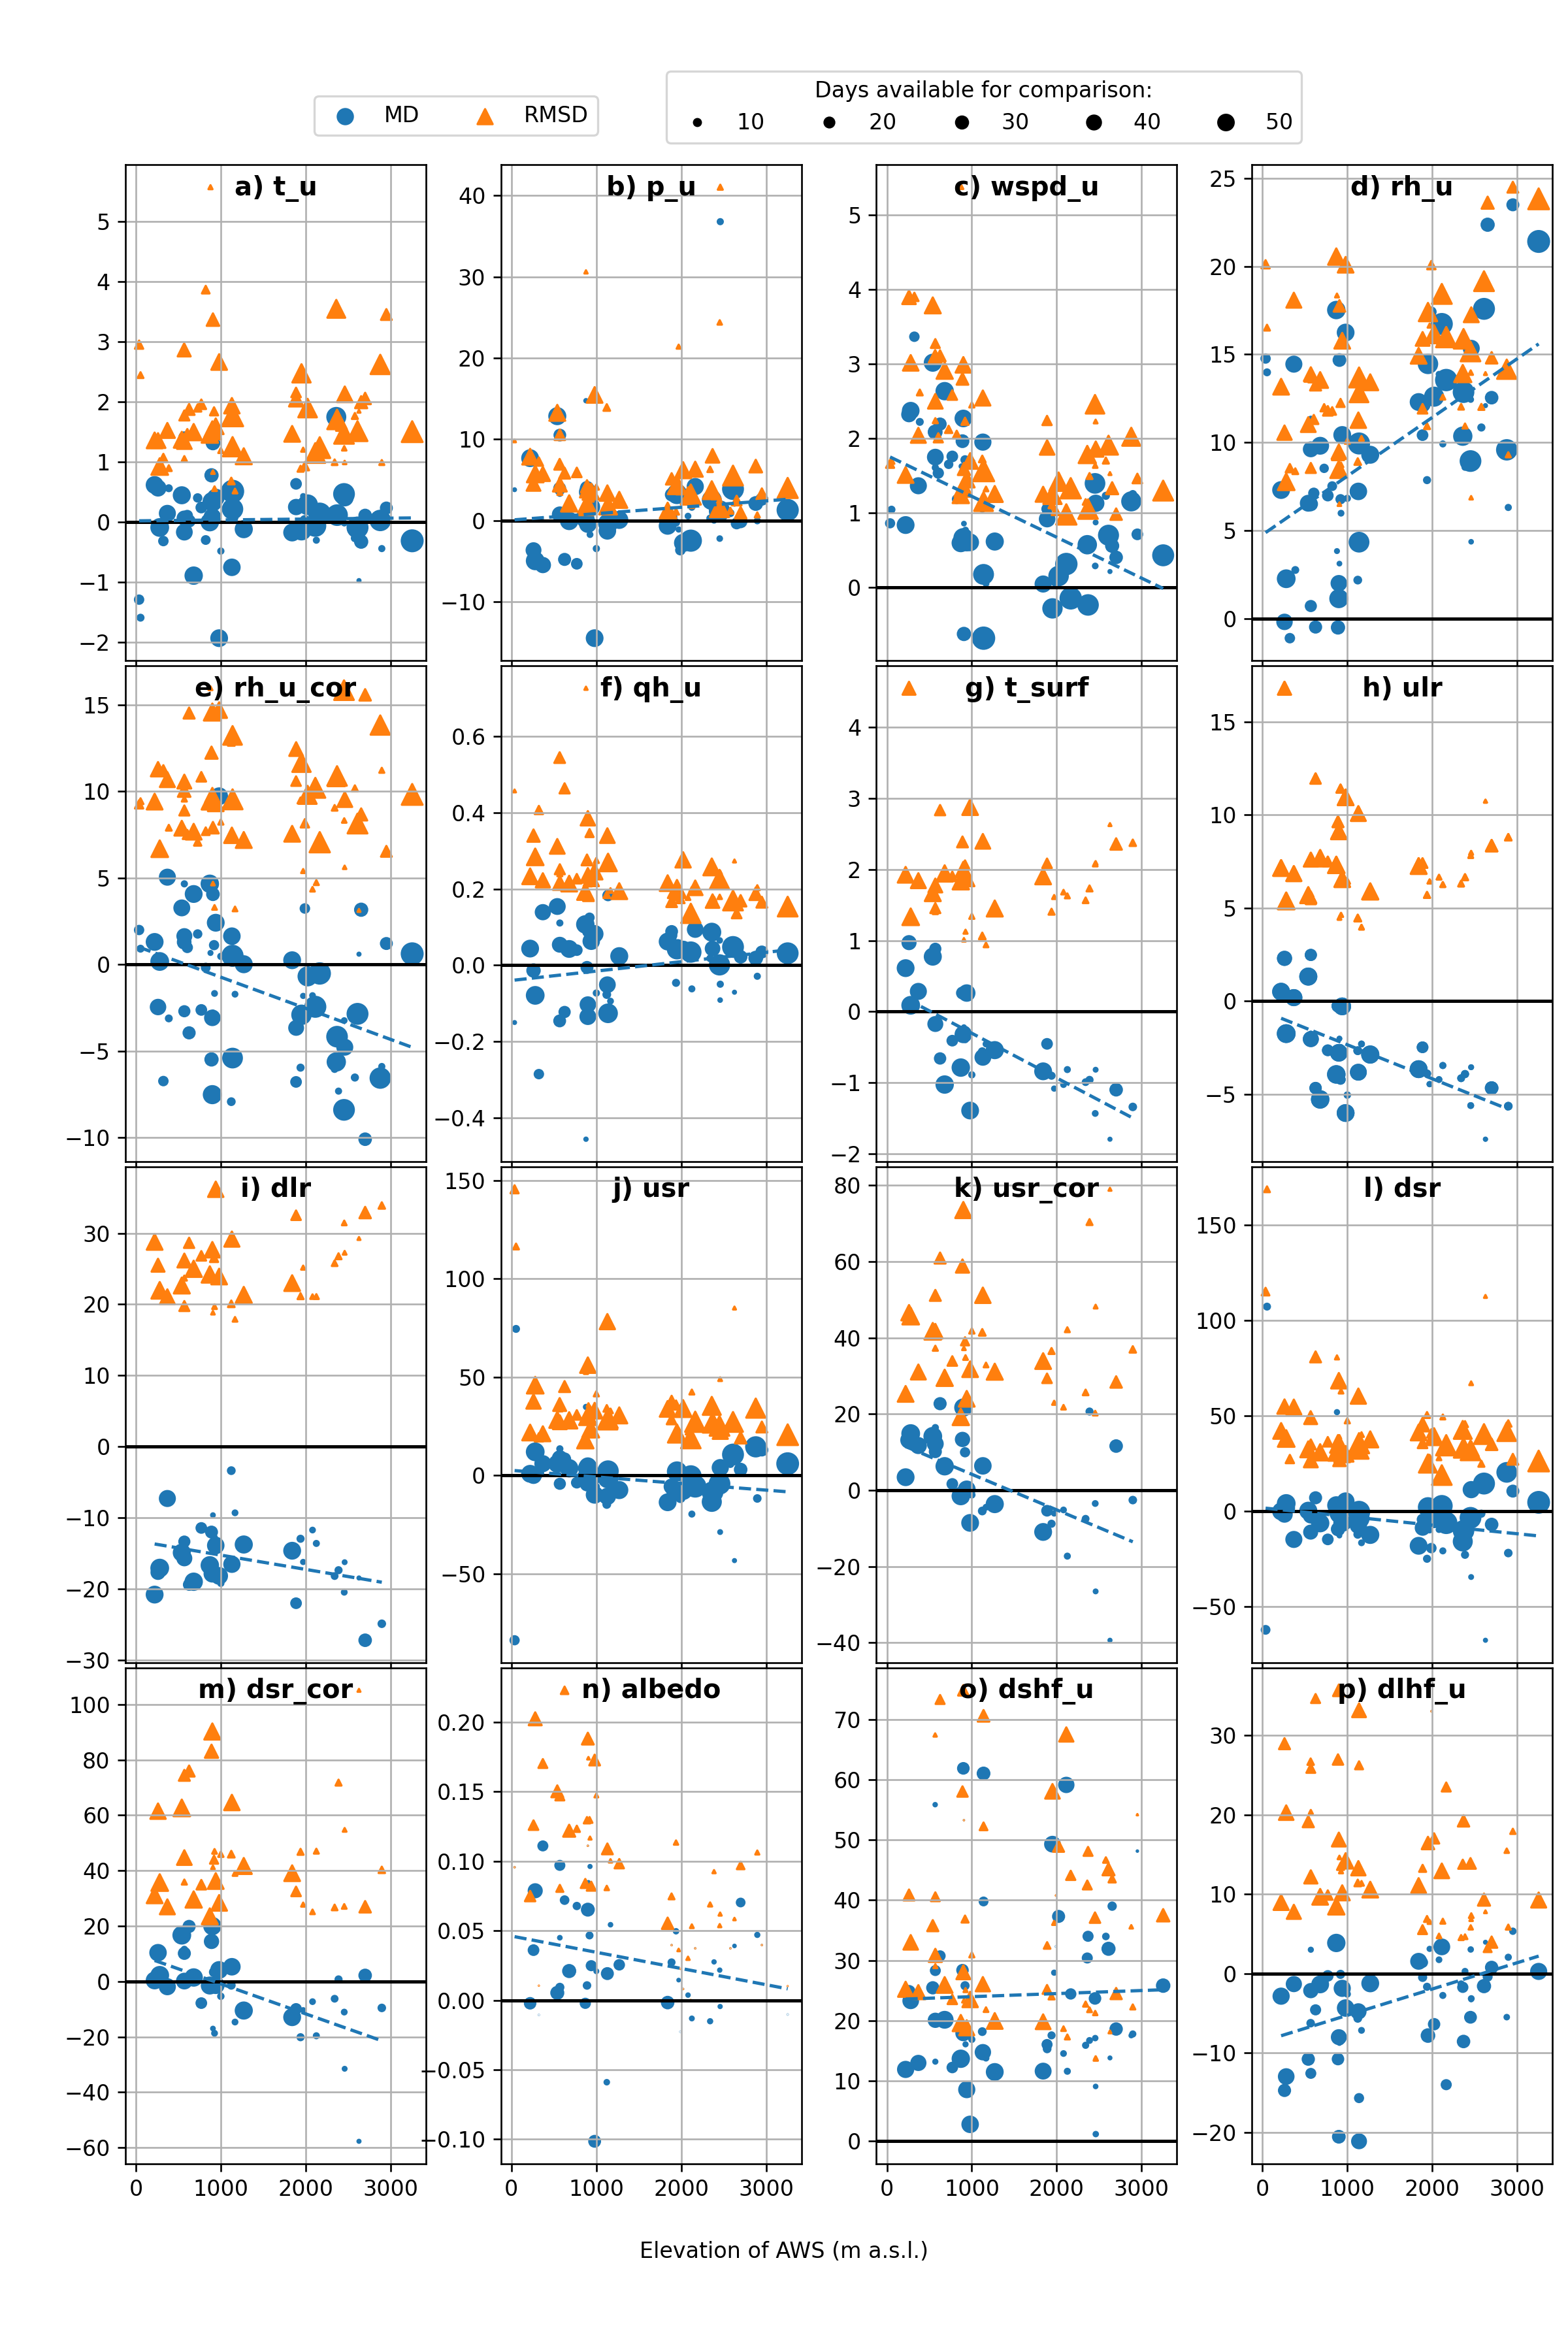 Days available for comparison:
MD RMSD 10 20 30 40 50
a) t_u b) p_u c) wspd_u d) rh_u
5 4 3 2 1 0 −1 −2
40 30 20 10 0 −10
5 4 3 2 1 0
25 20 15 10 5 0
e) rh_u_cor f) qh_u g) t_surf h) ulr
15 10 5 0 −5 −10
0.6 0.4 0.2 0.0 −0.2 −0.4
4 3 2 1 0 −1 −2
15 10 5 0 −5
i) dlr j) usr k) usr_cor l) dsr
30 20 10 0 −10 −20 −30
150 100 50 0 −50
80 60 40 20 0 −20 −40
150 100 50 0 −50
m) dsr_cor n) albedo o) dshf_u p) dlhf_u
100 80 60 40 20 0 −20 −40 −60
0.20 0.15 0.10 0.05 0.00 −0.05 −0.10
70 60 50 40 30 20 10 0
30 20 10 0 −10 −20
0 1000 2000 3000 0 1000 2000 3000 0 1000 2000 3000 0 1000 2000 3000
Elevation of AWS (m a.s.l.)